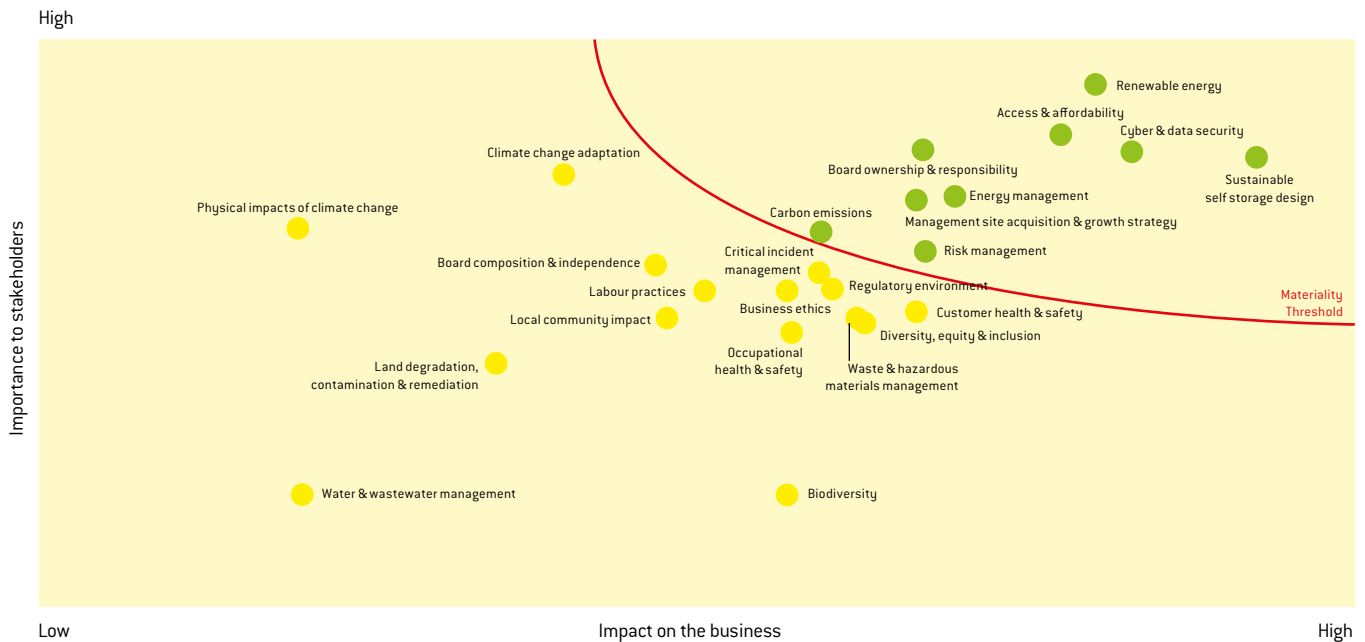 High
Renewable energy
Access & affordability
Cyber & data security
Climate change adaptation
Board ownership & responsibility
Sustainable
self storage design
Energy management
Physical impacts of climate change
Carbon emissions
Management site acquisition & growth strategy
Critical incident
management
Risk management
Board composition & independence
Labour practices
Regulatory environment
Materiality
Threshold
Business ethics
Local community impact
Customer health & safety
Diversity, equity & inclusion
Occupational
health & safety
Land degradation,
contamination & remediation
Waste & hazardous
materials management
Water & wastewater management
Biodiversity
Importance to stakeholders
Low
Impact on the business
High